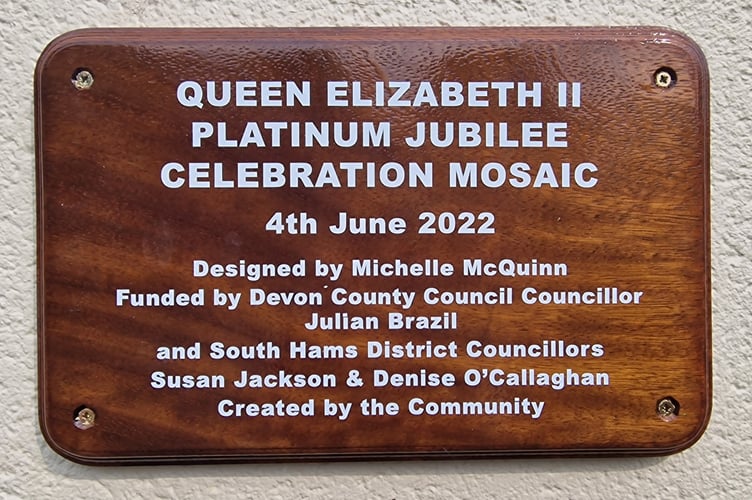 QUEEN ELIZABETH II
PLATINUM JUBILEE
CELEBRATION MOSAIC
4th June 2022
Designed by Michelle McQuinn
Funded by Devon County Council Councillor
Julian Brazil
and South Hams District Councillors
Susan Jackson & Denise O’Callaghan
Created by the Community